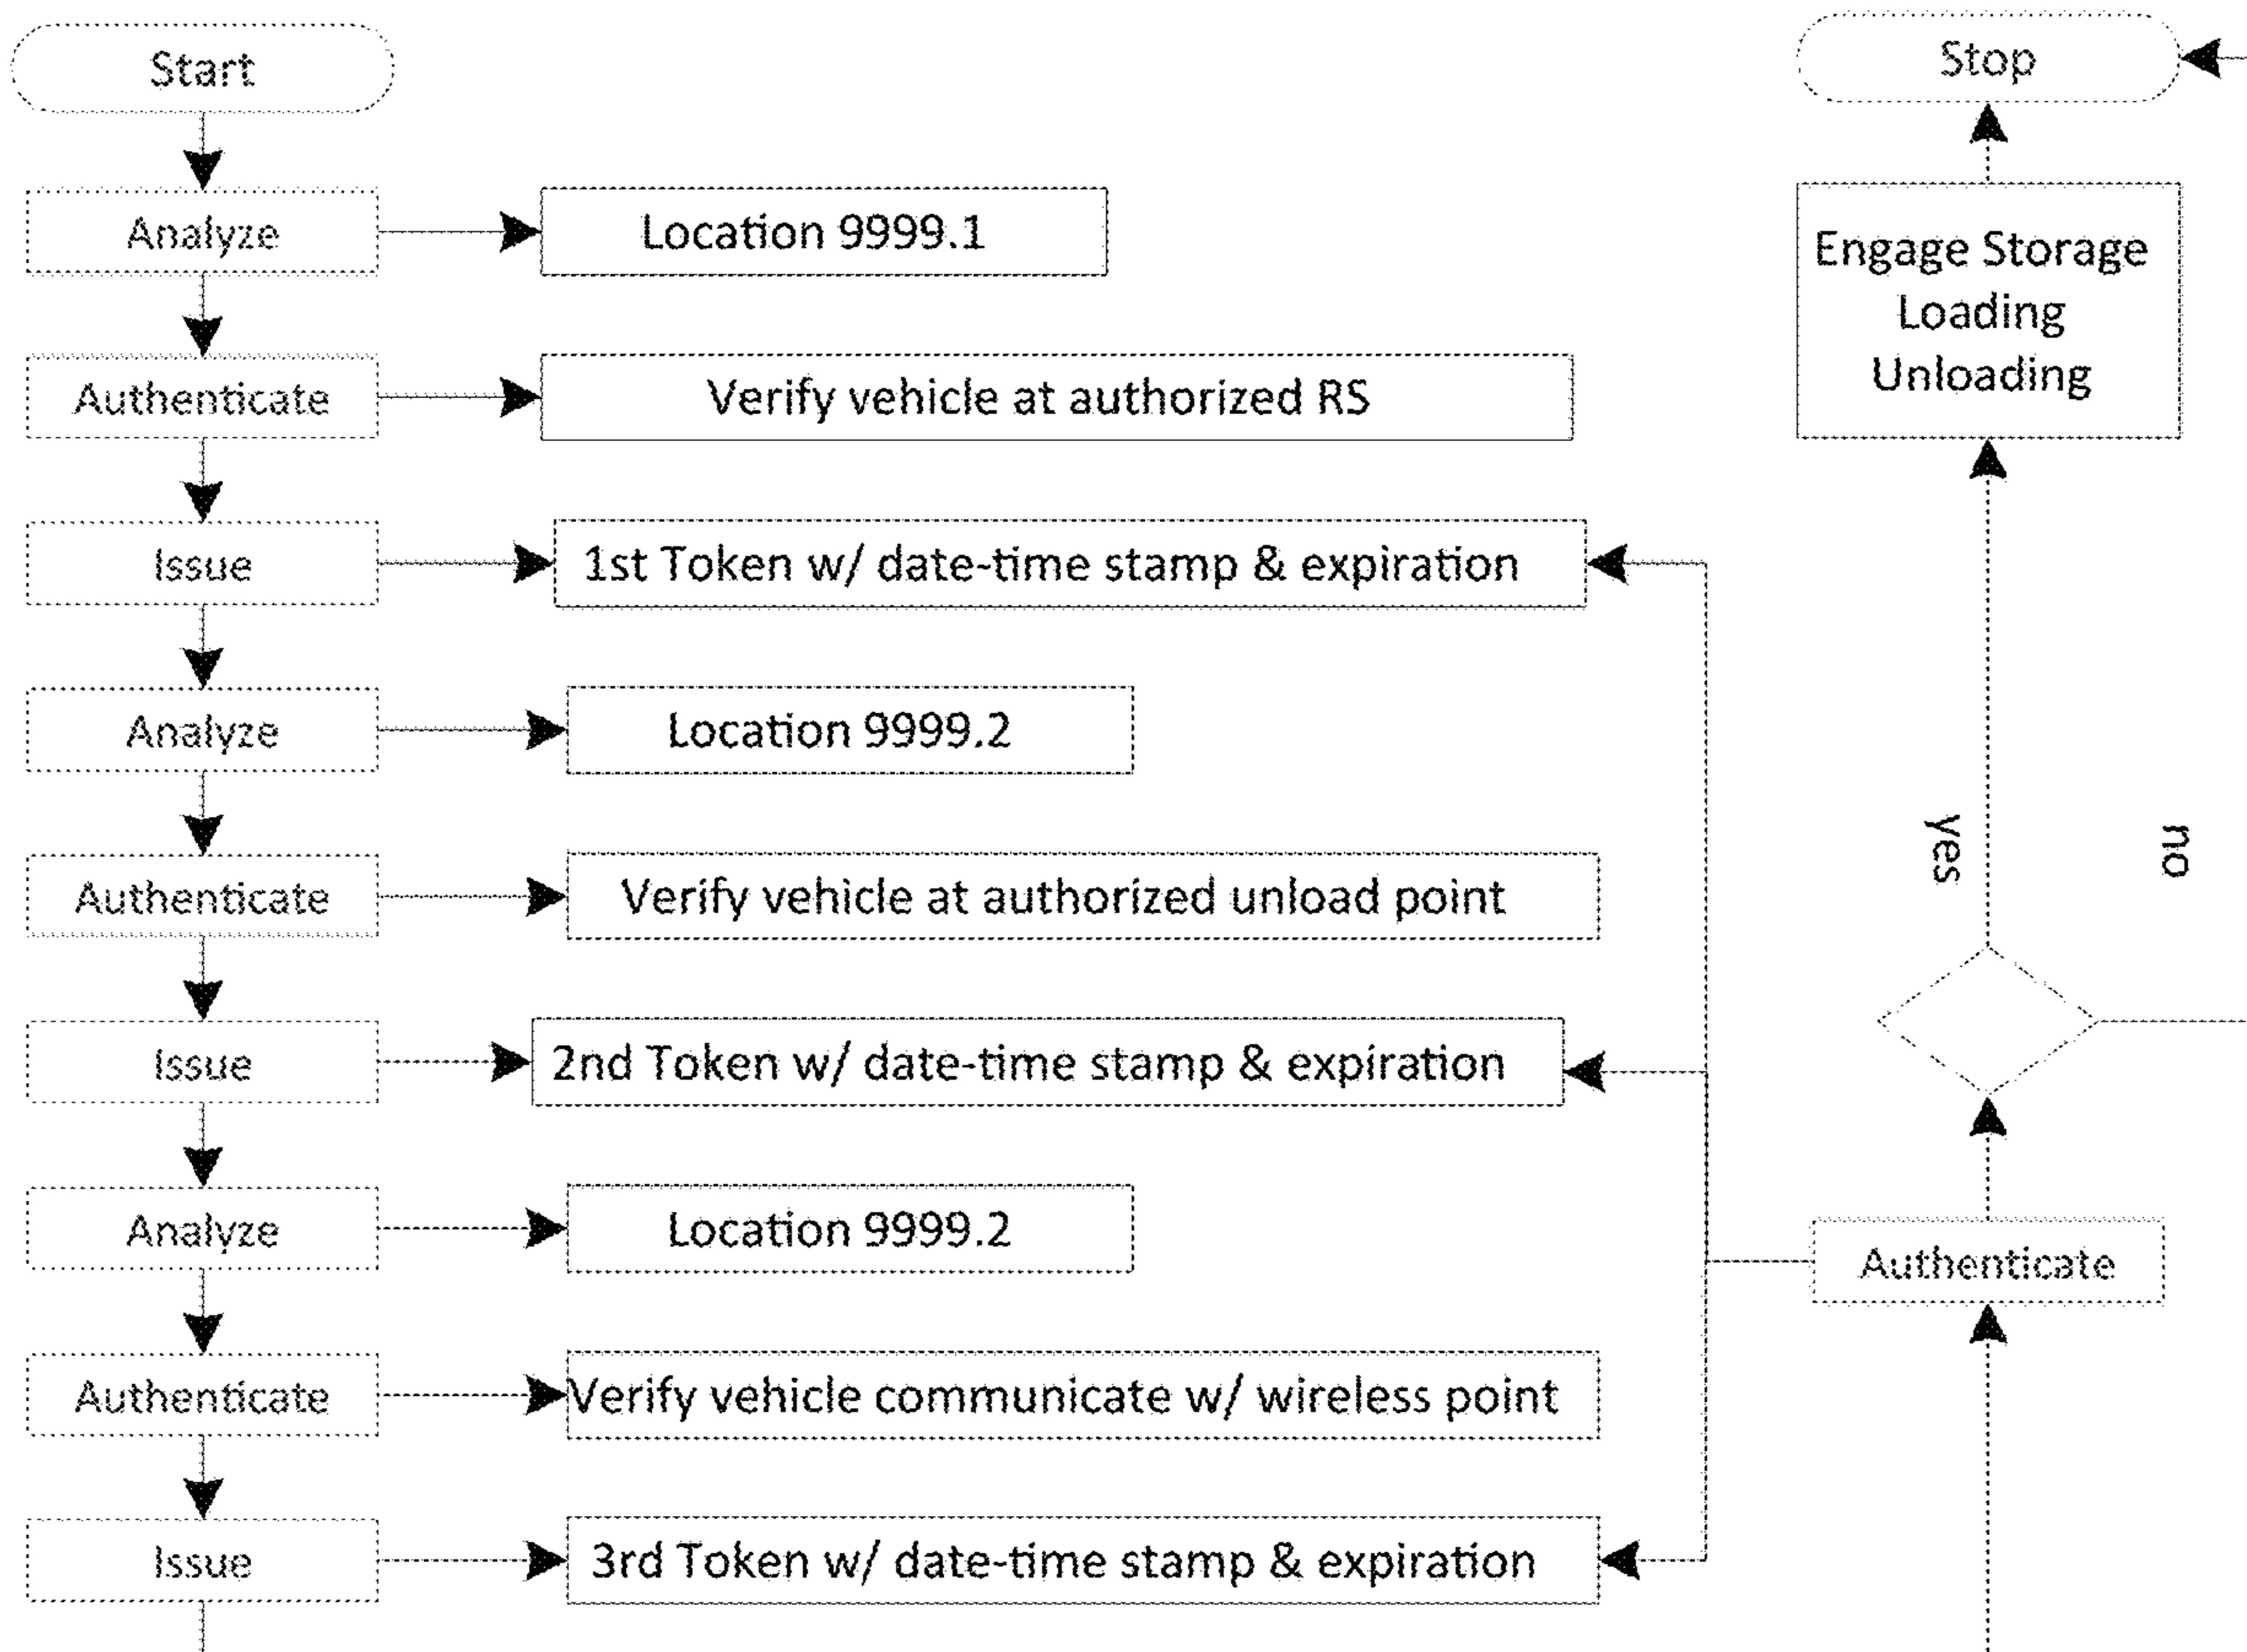 Start
Analyze
Location 9999.1
Authenticate
Verify vehicle at authorized RS
Issue
1st Token w/ date-time stamp & expiration
Analyze
Location 9999.2
Authenticate
Verify vehicle at authorized unload point
Issue
2nd Token w/ date-time stamp & expiration
Analyze
Location 9999.2
Authenticate
Verify vehicle communicate w/ wireless point
Issue
3rd Token w/ date-time stamp & expiration
Authenticate
yes
no
Engage Storage
Loading
Unloading
Stop